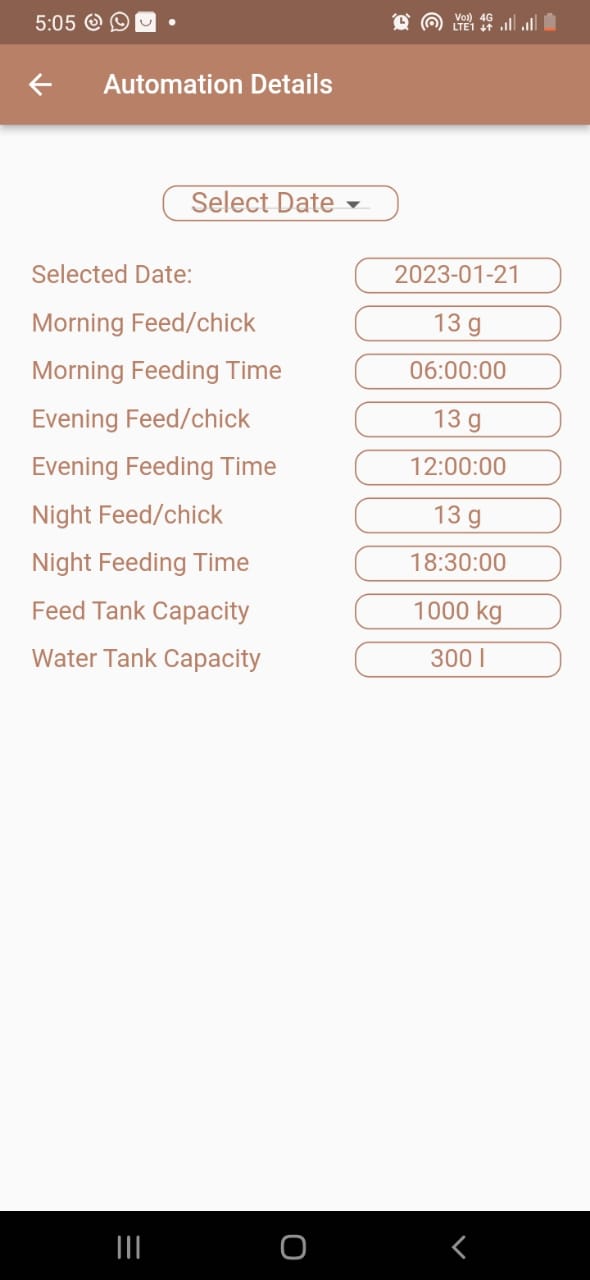 5:05
Vo)) 4G
LTE1
Automation Details
Select Date
Selected Date: 2023-01-21
Morning Feed/chick 13 g
Morning Feeding Time 06:00:00
Evening Feed/chick 13 g
Evening Feeding Time 12:00:00
Night Feed/chick 13 g
Night Feeding Time 18:30:00
Feed Tank Capacity 1000 kg
Water Tank Capacity 300 l